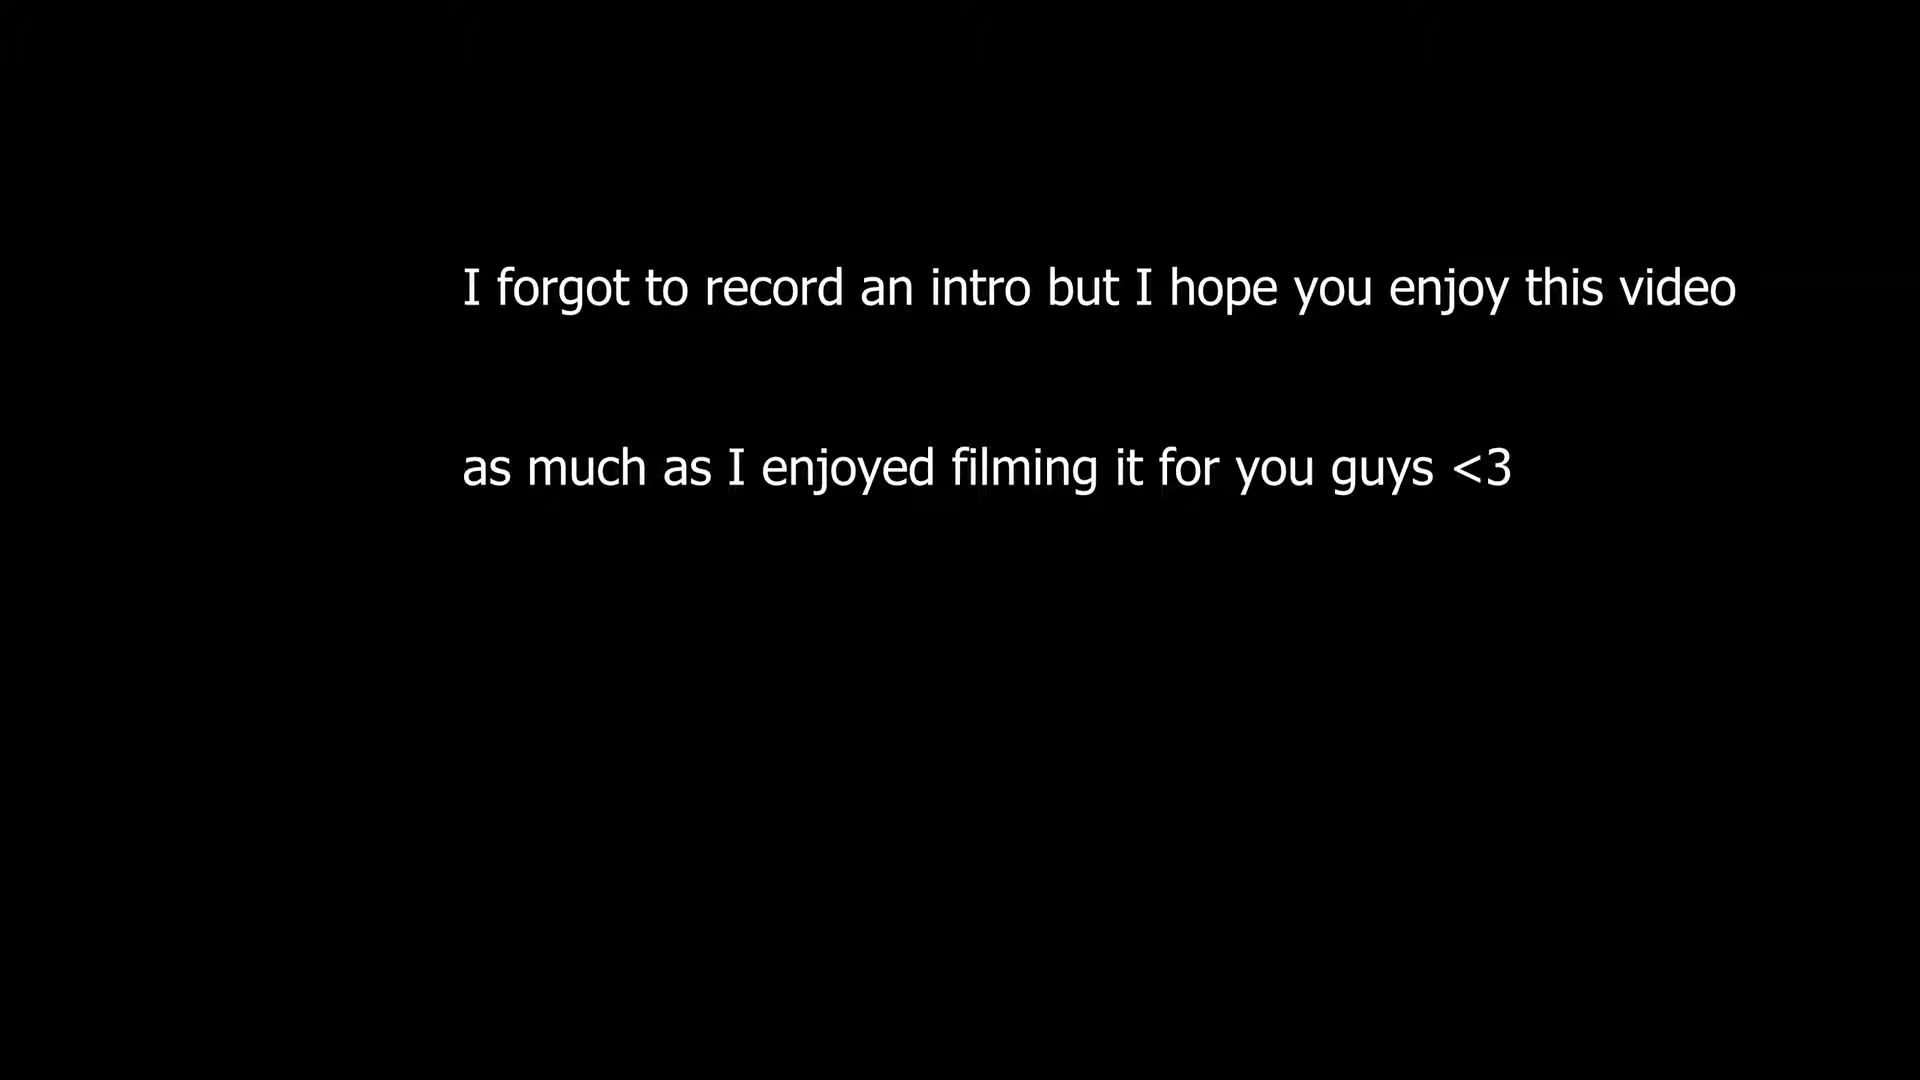 I forgot to record an intro but I hope you enjoy this video
as much as I enjoyed filming it for you guys <3